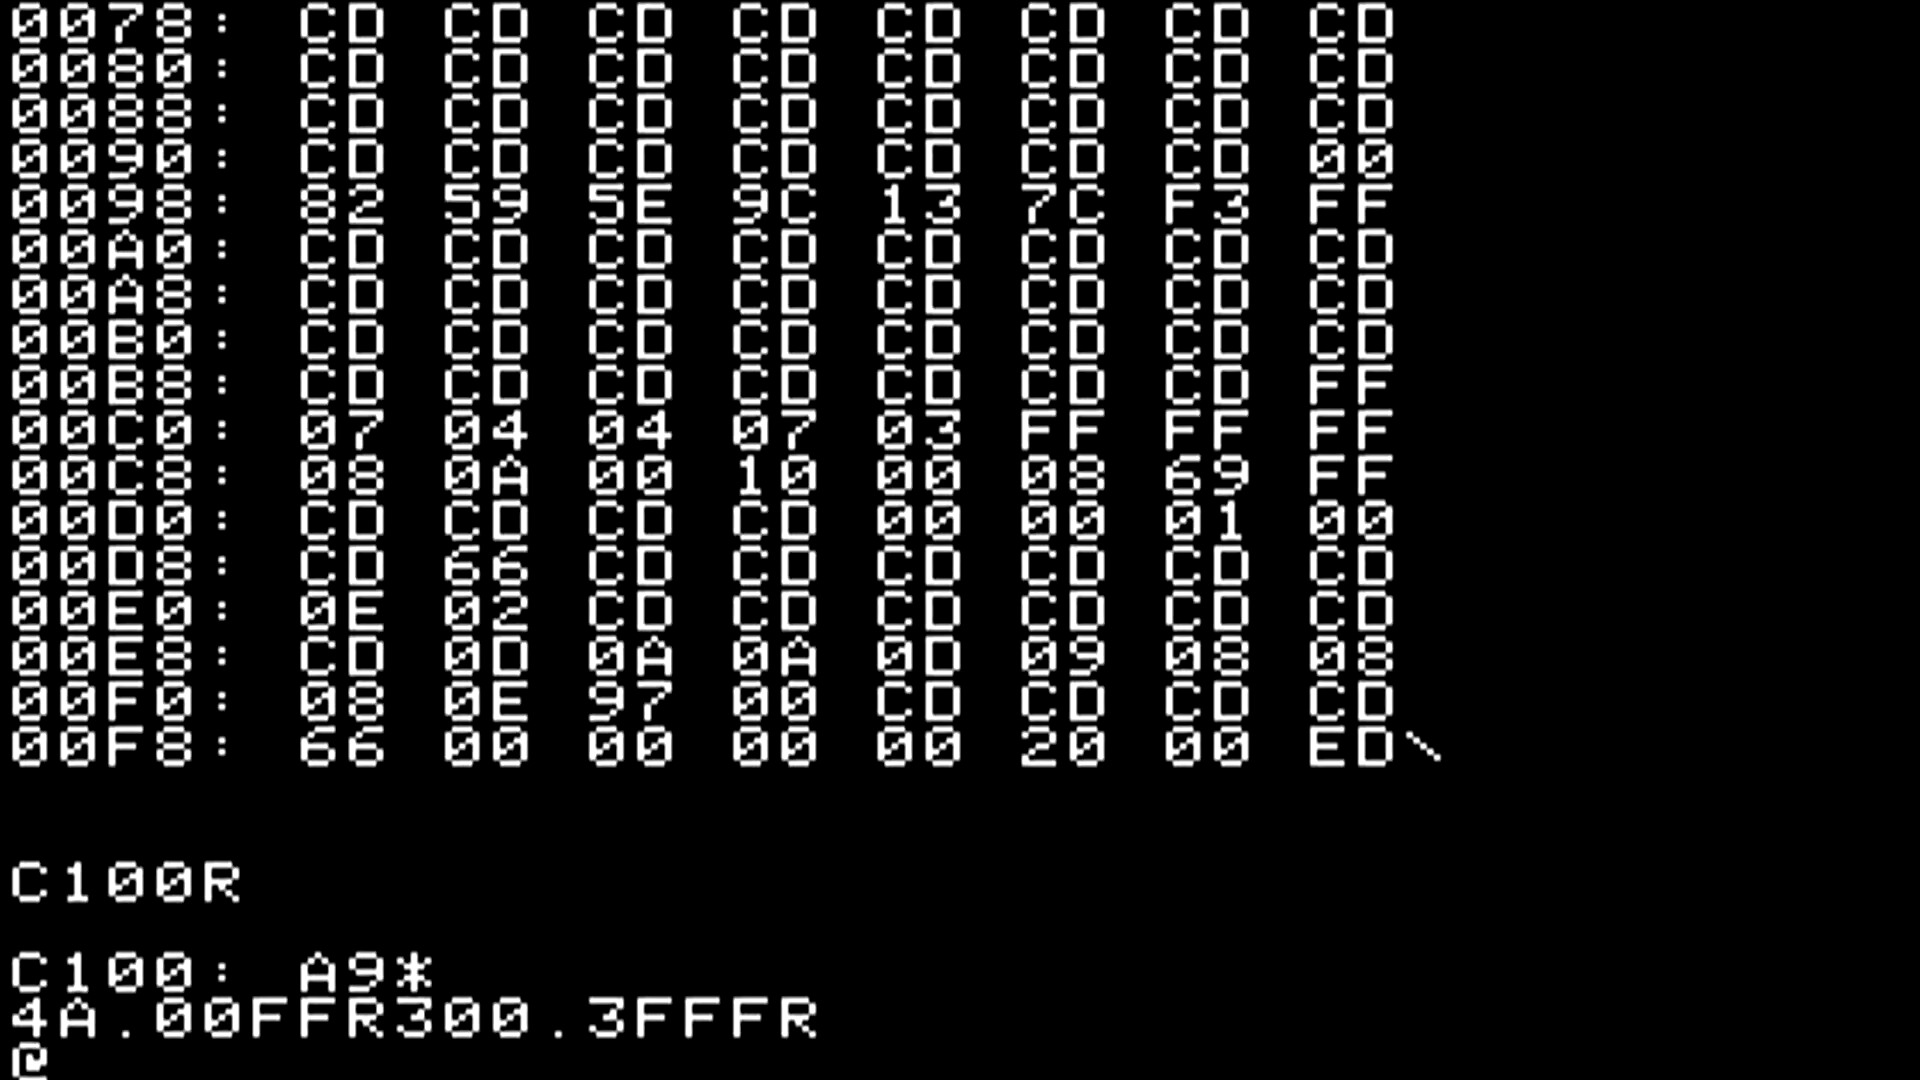 0078: CD CD CD CD CD CD CD CD
0080: CD CD CD CD CD CD CD CD
0088: CD CD CD CD CD CD CD CD
0090: CD CD CD CD CD CD CD 00
0098: 82 59 5E 9C 13 7C F3 FF
00A0: CD CD CD CD CD CD CD CD
00A8: CD CD CD CD CD CD CD CD
00B0: CD CD CD CD CD CD CD CD
00B8: CD CD CD CD CD CD CD FF
00C0: 07 04 04 07 03 FF FF FF
00C8: 08 0A 00 10 00 08 69 FF
00D0: CD CD CD CD 00 00 01 00
00D8: CD 66 CD CD CD CD CD CD
00E0: 0E 02 CD CD CD CD CD CD
00E8: CD 0D 0A 0A 0D 09 08 08
00F0: 08 0E 97 00 CD CD CD CD
00F8: 66 00 00 00 00 20 00 ED\
C100R
C100: A9*
4A.00FFR300.3FFFR
@